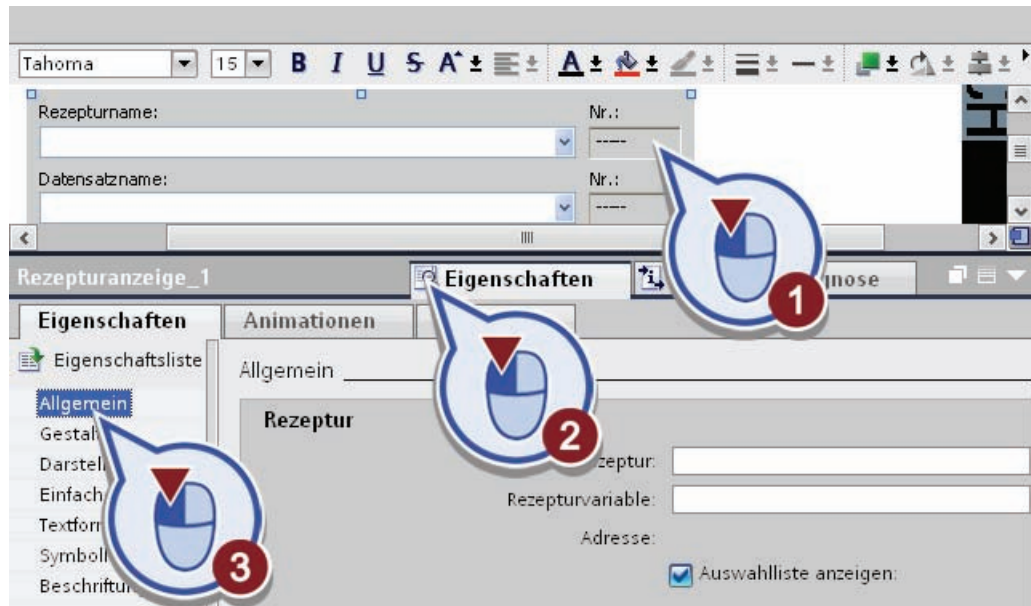 Tahoma 15 B I U S A A
Rezepturname: Nr.:
-----
Datensatzname: Nr.:
-----
Rezepturanzeige_1 Eigenschaften
Eigenschaften Animationen
Eigenschaftsliste Allgemein
Allgemein
Rezeptur
Rezepturvariable:
Adresse:
Auswahlliste anzeigen:
1
2
3